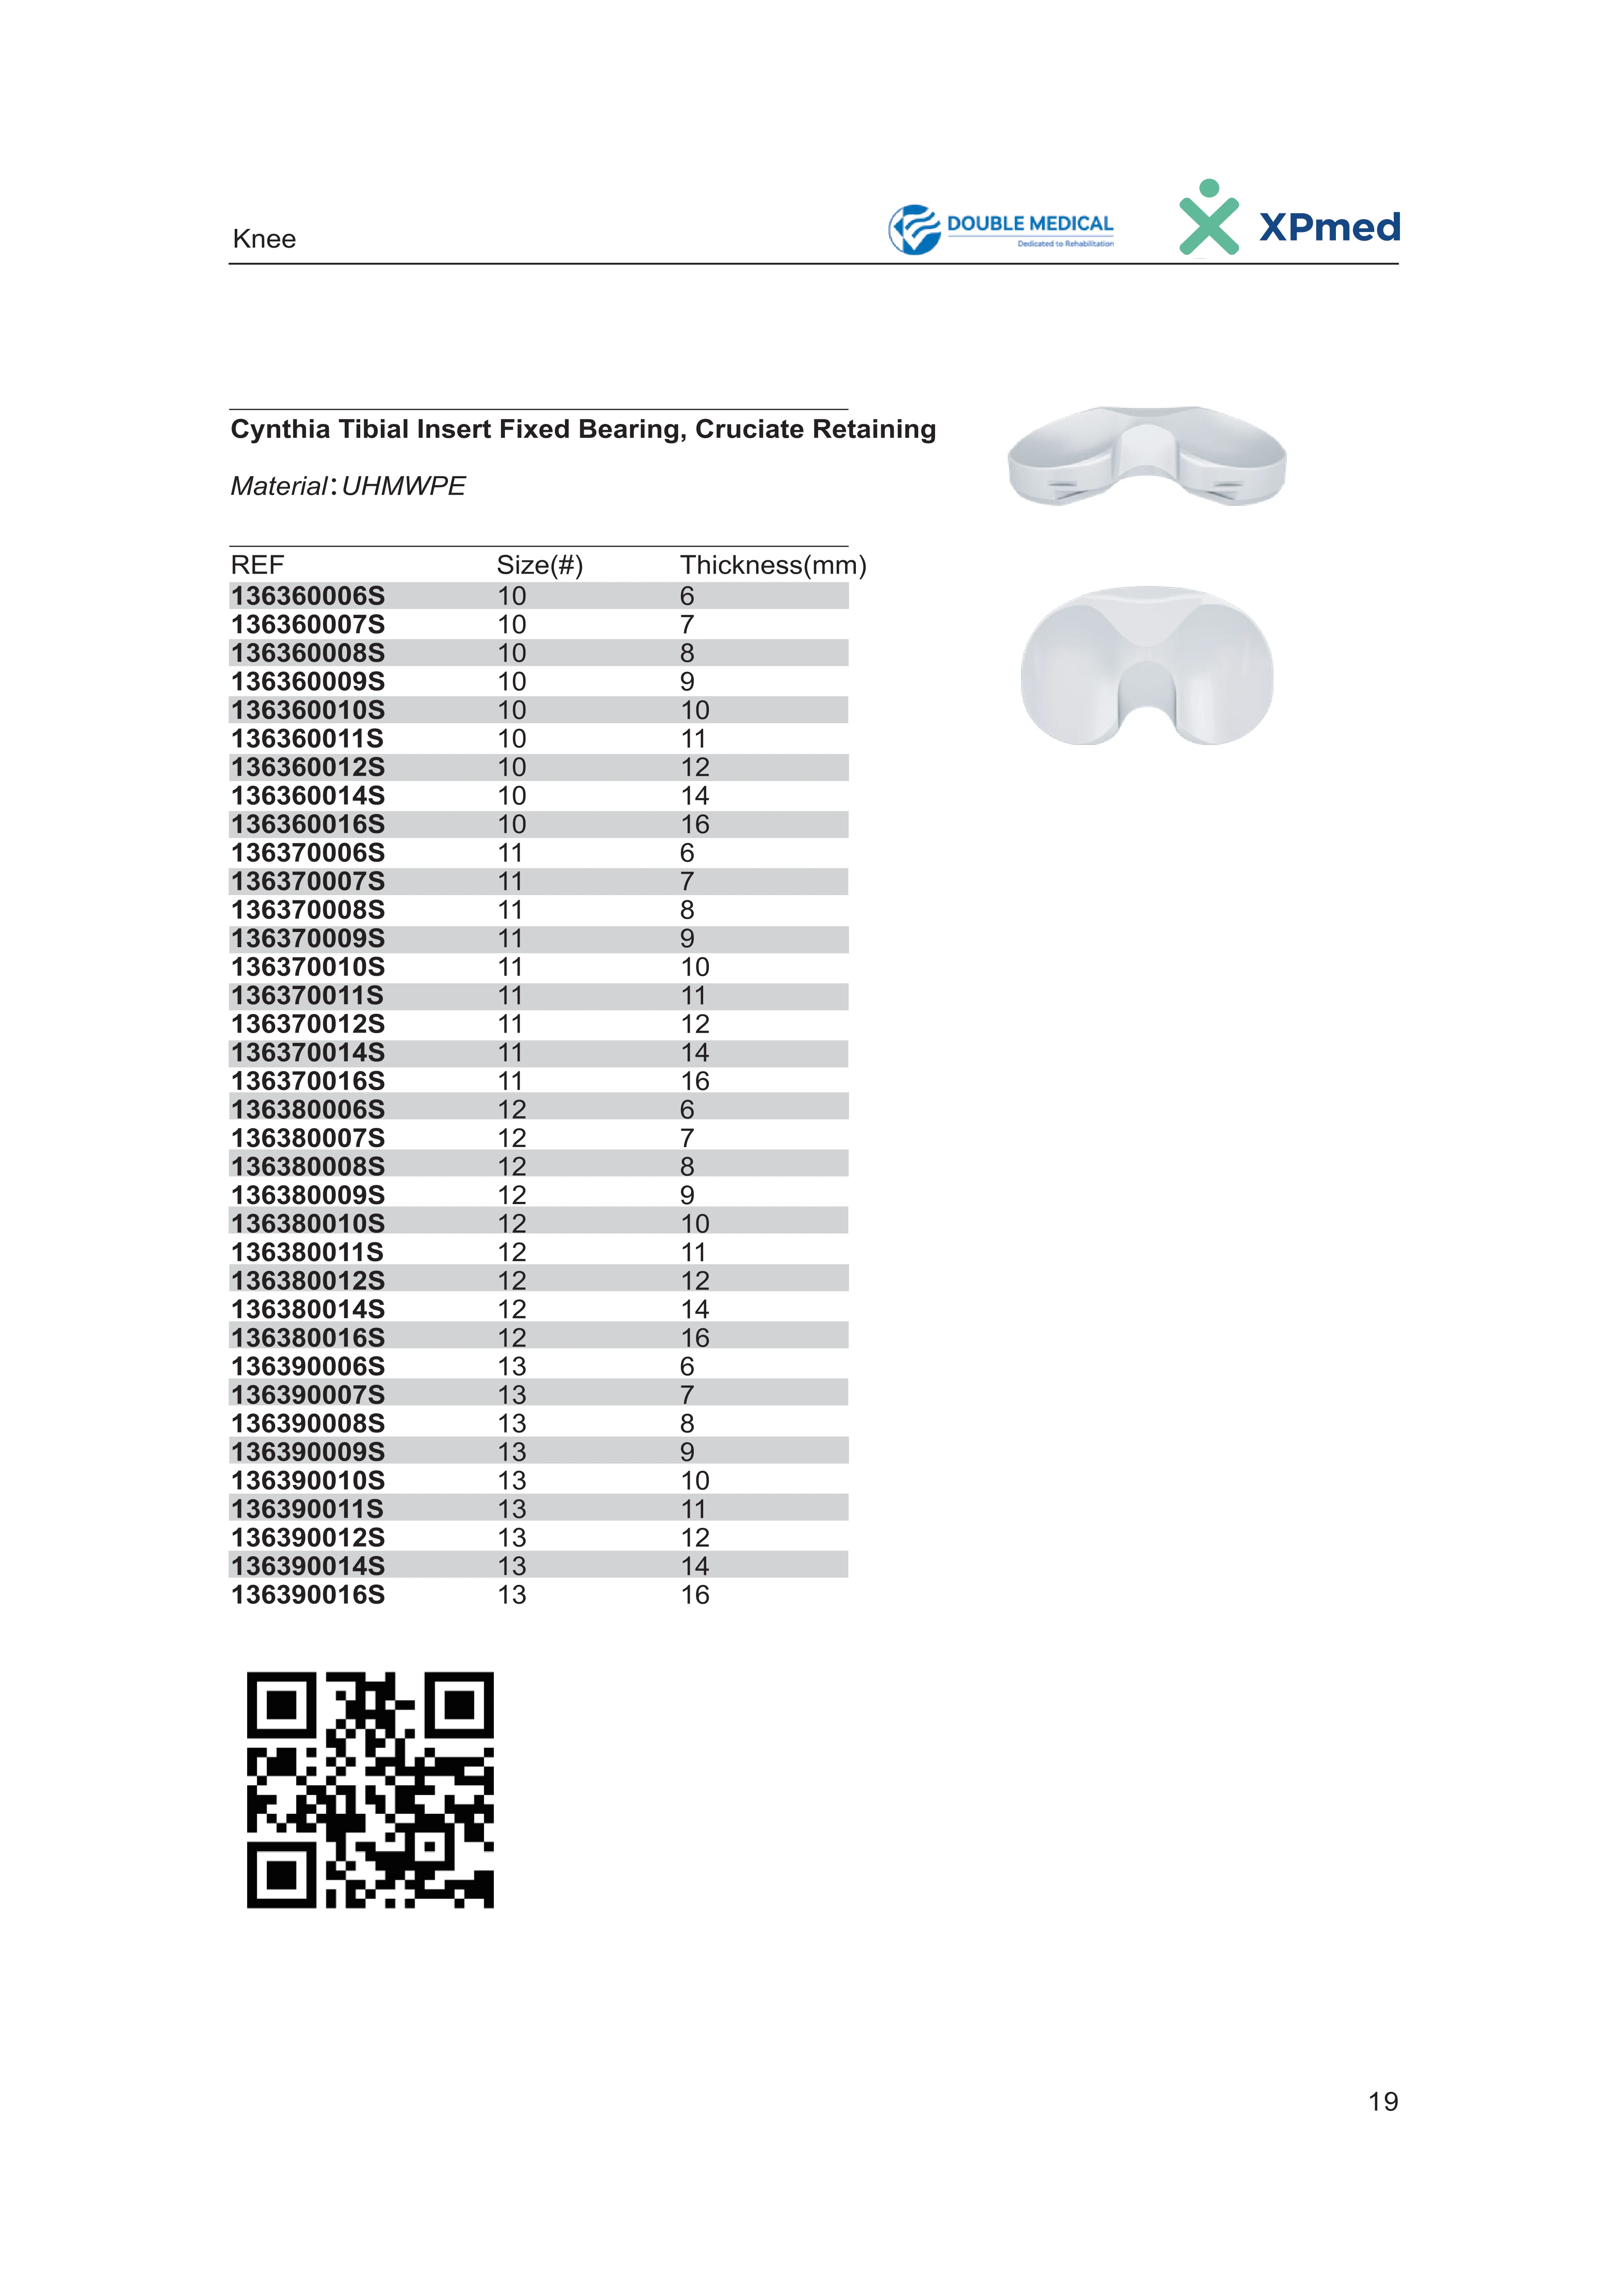 Knee
DOUBLE MEDICAL
Dedicated to Rehabilitation
XPmed
Cynthia Tibial Insert Fixed Bearing, Cruciate Retaining
Material:UHMWPE
REF Size(#) Thickness(mm)
136360006S 10 6
136360007S 10 7
136360008S 10 8
136360009S 10 9
136360010S 10 10
136360011S 10 11
136360012S 10 12
136360014S 10 14
136360016S 10 16
136370006S 11 6
136370007S 11 7
136370008S 11 8
136370009S 11 9
136370010S 11 10
136370011S 11 11
136370012S 11 12
136370014S 11 14
136370016S 11 16
136380006S 12 6
136380007S 12 7
136380008S 12 8
136380009S 12 9
136380010S 12 10
136380011S 12 11
136380012S 12 12
136380014S 12 14
136380016S 12 16
136390006S 13 6
136390007S 13 7
136390008S 13 8
136390009S 13 9
136390010S 13 10
136390011S 13 11
136390012S 13 12
136390014S 13 14
136390016S 13 16
19